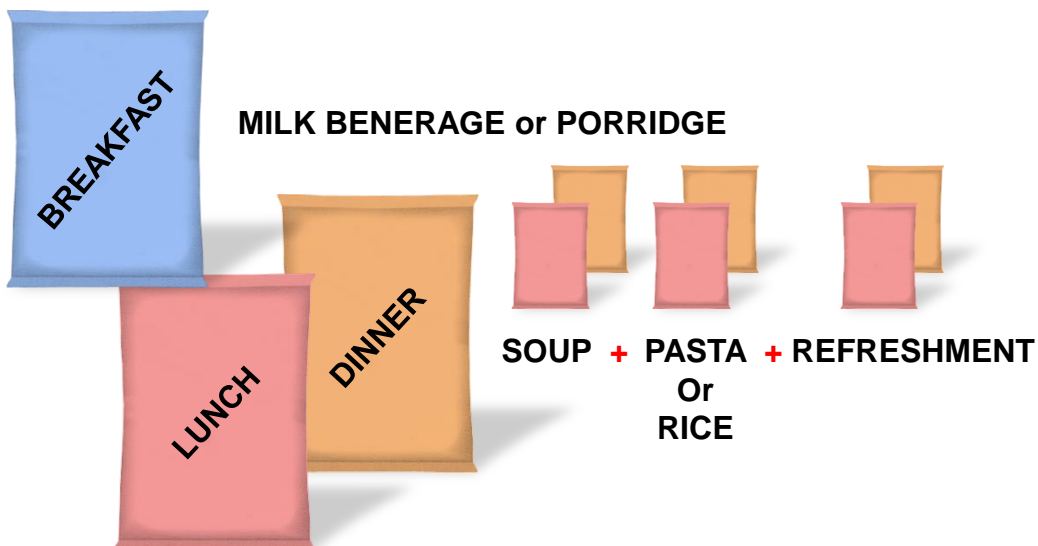 BREAKFAST
MILK BENERAGE or PORRIDGE
DINNER
LUNCH
SOUP + PASTA + REFRESHMENT
Or
RICE